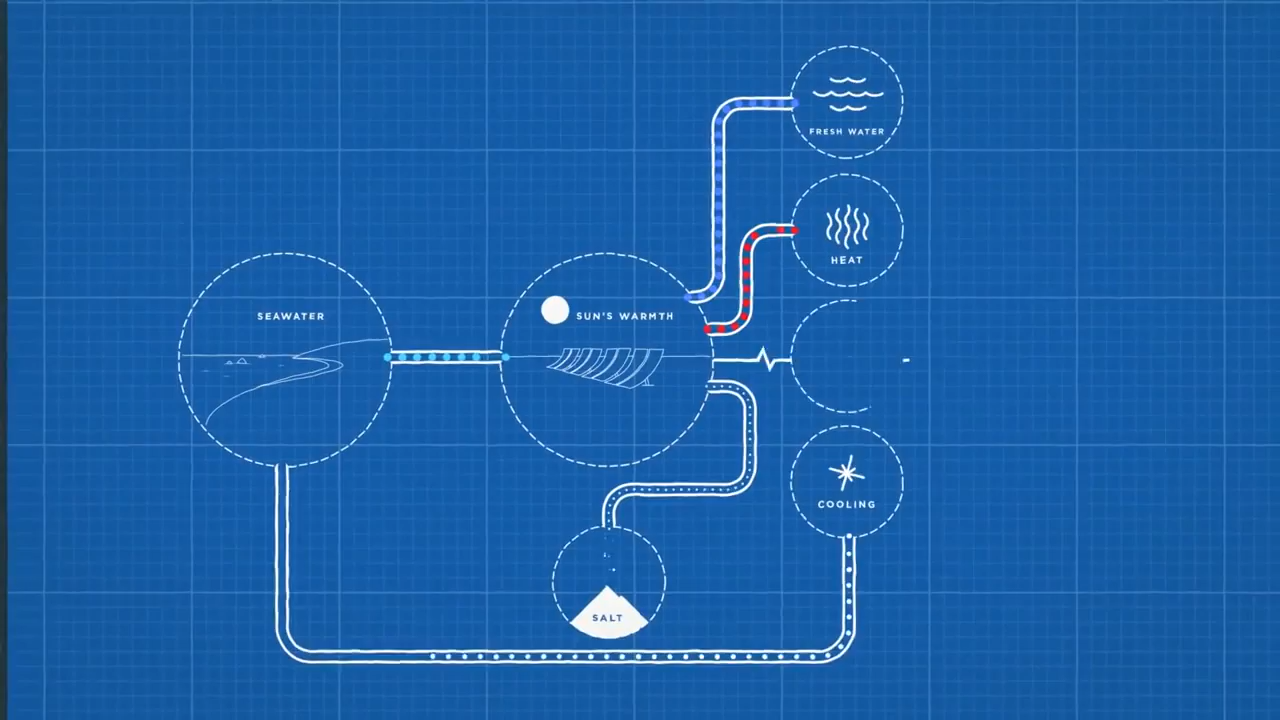 FRESH WATER
HEAT
SEAWATER
SUN'S WARMTH
COOLING
SALT